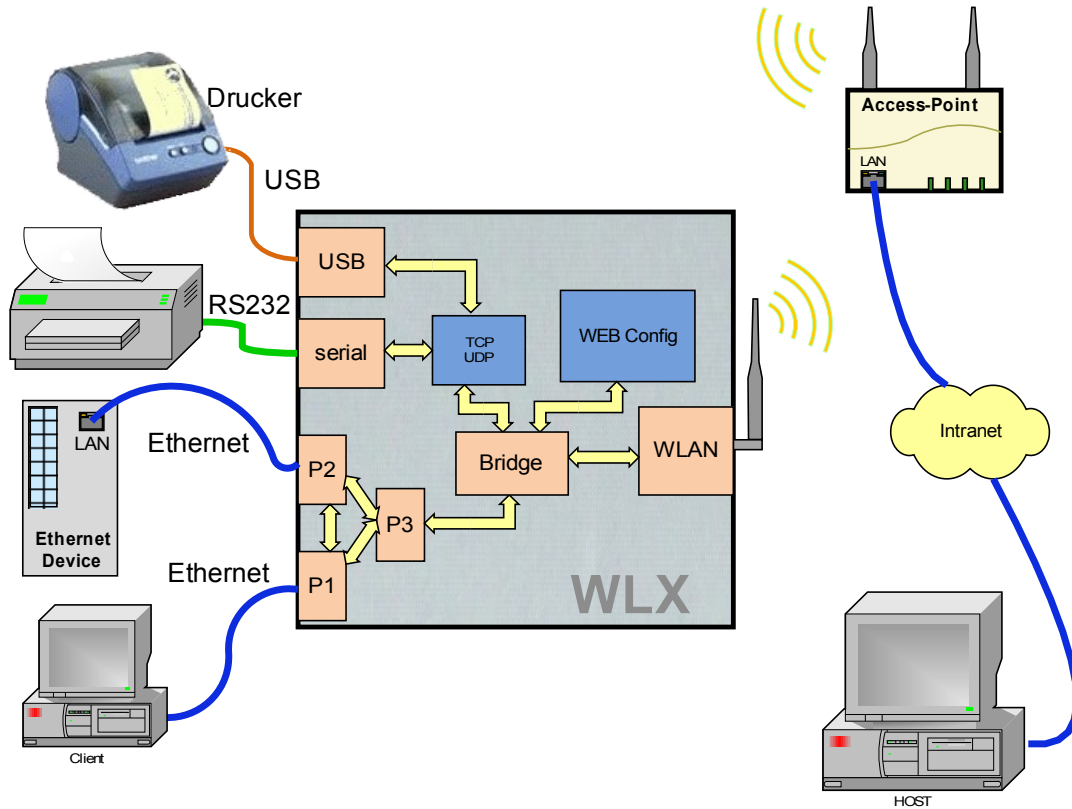 Drucker
USB
Access-Point
LAN
USB
WEB Config
RS232
TCP
UDP
serial
LAN
Ethernet
Intranet
Bridge
WLAN
P2
P3
Ethernet
Device
Ethernet
P1
WLX
Client
HOST